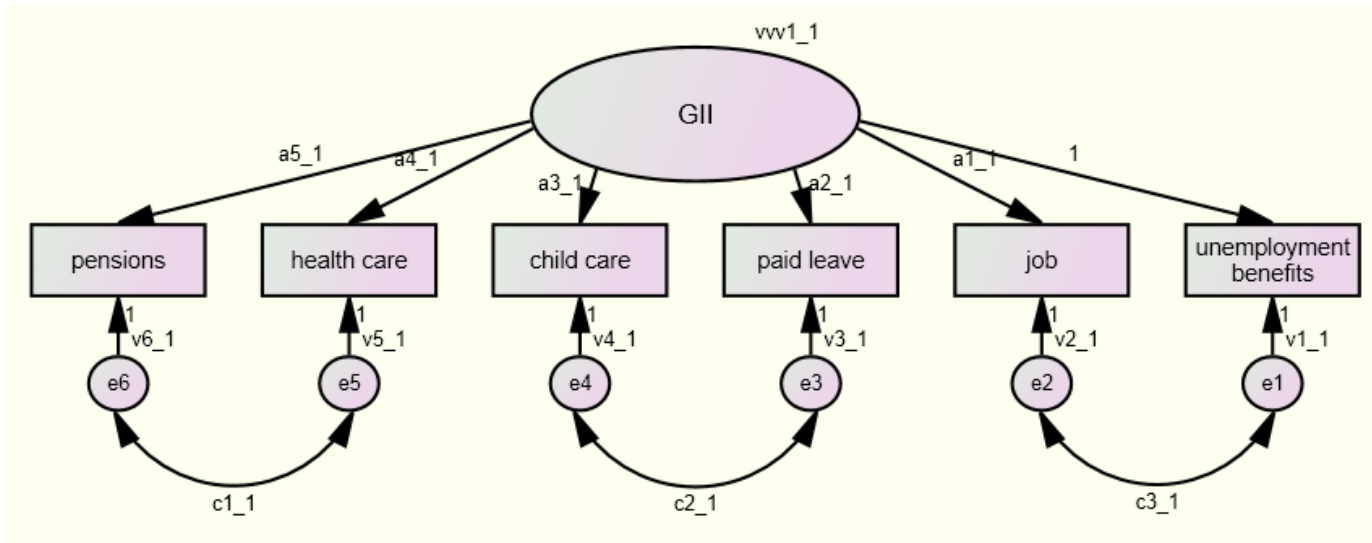 vvv1_1
GII
a5_1
a4_1
a3_1
a2_1
a1_1
1
pensions
health care
child care
paid leave
job
unemployment
benefits
1
1
1
1
1
1
v6_1
v5_1
v4_1
v3_1
v2_1
v1_1
e6
e5
e4
e3
e2
e1
c1_1
c2_1
c3_1